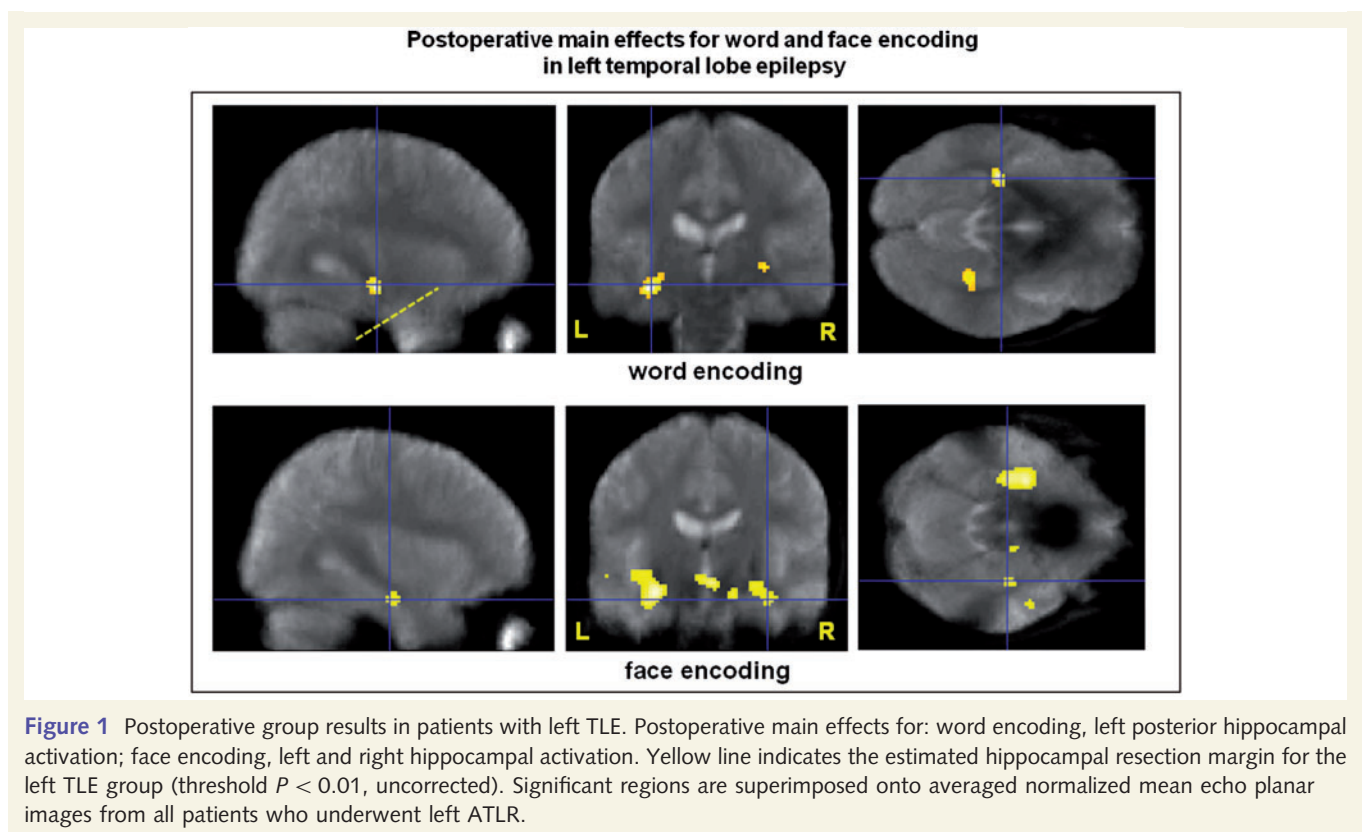 Postoperative main effects for word and face encoding
in left temporal lobe epilepsy
L
R
word encoding
L
R
face encoding
Figure 1 Postoperative group results in patients with left TLE. Postoperative main effects for: word encoding, left posterior hippocampal
activation; face encoding, left and right hippocampal activation. Yellow line indicates the estimated hippocampal resection margin for the
left TLE group (threshold P < 0.01, uncorrected). Significant regions are superimposed onto averaged normalized mean echo planar
images from all patients who underwent left ATLR.